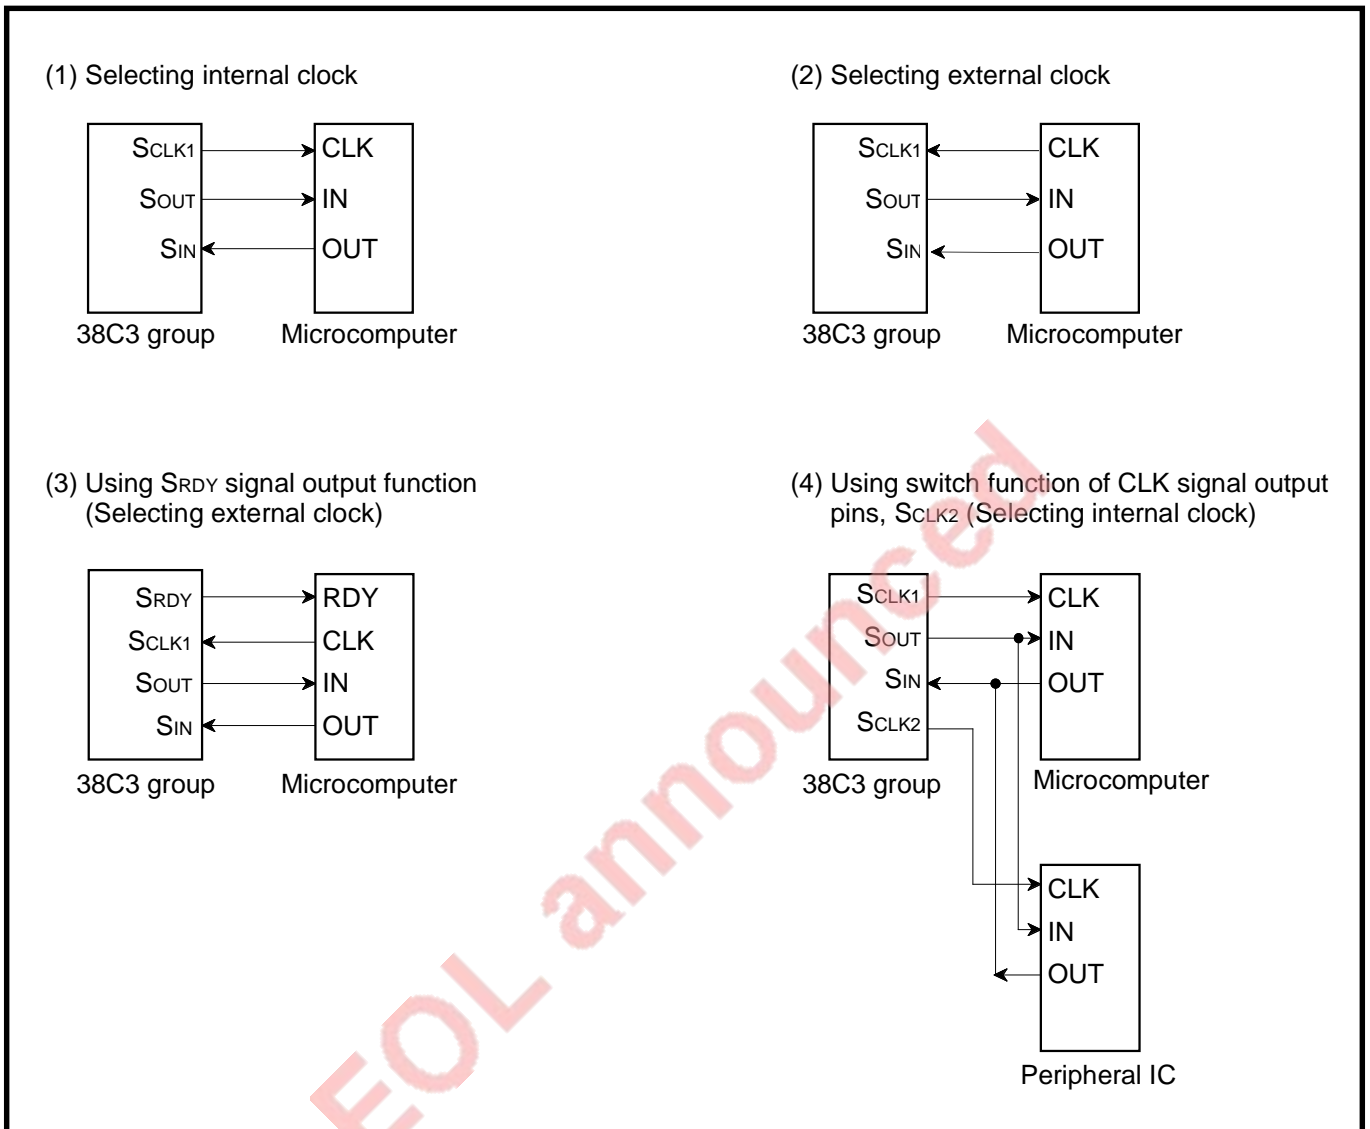 (1) Selecting internal clock
SCLK1
CLK
SOUT
IN
SIN
OUT
38C3 group
Microcomputer
(2) Selecting external clock
SCLK1
CLK
SOUT
IN
SIN
OUT
38C3 group
Microcomputer
(3) Using SRDY signal output function
(Selecting external clock)
SRDY
RDY
SCLK1
CLK
SOUT
IN
SIN
OUT
38C3 group
Microcomputer
(4) Using switch function of CLK signal output
pins, SCLK2 (Selecting internal clock)
SCLK1
CLK
SOUT
IN
SIN
OUT
SCLK2
38C3 group
Microcomputer
CLK
IN
OUT
Peripheral IC
EOL announced